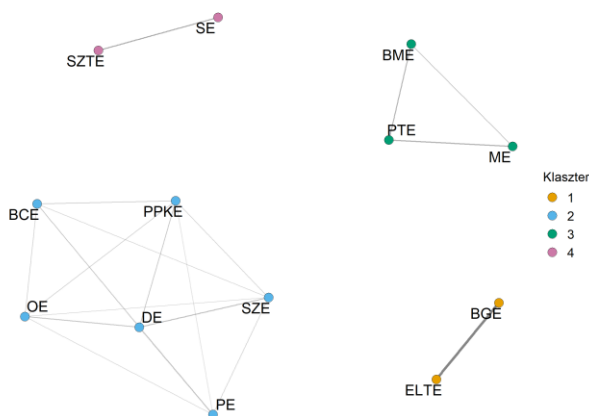 SE
SZTE
BME
PTE
ME
Klaszter
1
2
3
4
BCE
PPKE
OE
DE
SZE
PE
BGE
ELTE